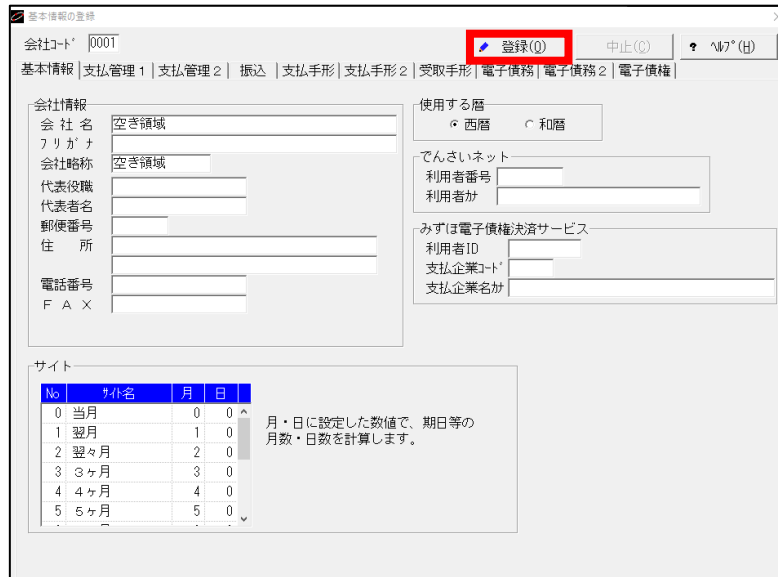 基本情報の登録
会社ｺｰﾄﾞ 0001 登録(O) 中止(C) ? ﾍﾙﾌﾟ(H)
基本情報 支払管理１ 支払管理２ 振込 支払手形 支払手形２ 受取手形 電子債務 電子債務２ 電子債権
会社情報
会 社 名 空き領域
フ リ ガ ナ
会社略称 空き領域
代表役職
代表者名
郵便番号
住 所
電話番号
Ｆ Ａ Ｘ
使用する暦
西暦 和暦
でんさいネット
利用者番号
利用者ｶﾅ
みずほ電子債権決済サービス
利用者ID
支払企業ｺｰﾄﾞ
支払企業名ｶﾅ
サイト
No ｻｲﾄ名 月 日
0 当月 0 0
1 翌月 1 0
2 翌々月 2 0
3 ３ヶ月 3 0
4 ４ヶ月 4 0
5 ５ヶ月 5 0
月・日に設定した数値で、期日等の
月数・日数を計算します。